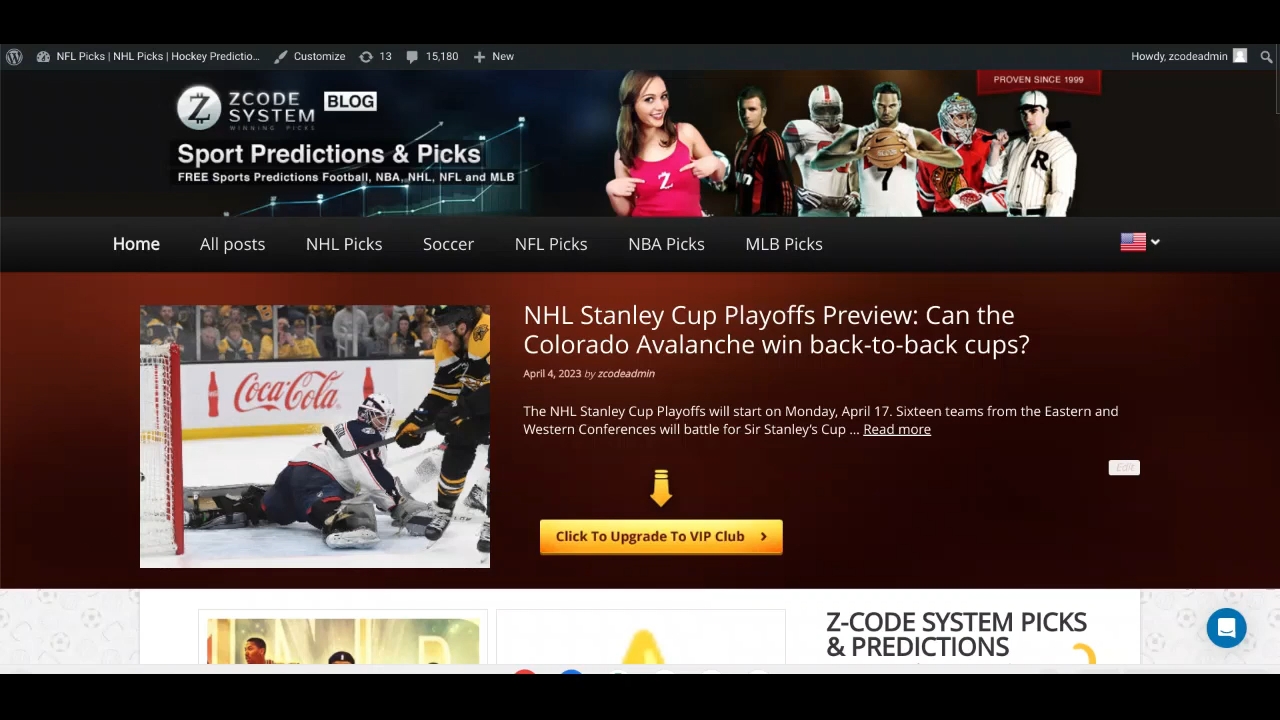 NFL Picks | NHL Picks | Hockey Predictio... Customize 13 15,180 New Howdy, zcodeadmin
PROVEN SINCE 1999
ZCODE
SYSTEM BLOG
WINNING PICKS
Sport Predictions & Picks
FREE Sports Predictions Football, NBA, NHL, NFL and MLB
Z
7
R
Home All posts NHL Picks Soccer NFL Picks NBA Picks MLB Picks
NHL Stanley Cup Playoffs Preview: Can the
Colorado Avalanche win back-to-back cups?
April 4, 2023 by zcodeadmin
Coca-Cola
The NHL Stanley Cup Playoffs will start on Monday, April 17. Sixteen teams from the Eastern and
Western Conferences will battle for Sir Stanley's Cup ... Read more
Edit
Click To Upgrade To VIP Club
Z-CODE SYSTEM PICKS
& PREDICTIONS